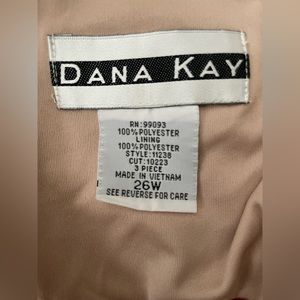 DANA KAY
RN: 99093
100% POLYESTER
LINING
100% POLYESTER
STYLE: 11238
CUT: 10223
3 PIECE
MADE IN VIETNAM
26W
SEE REVERSE FOR CARE